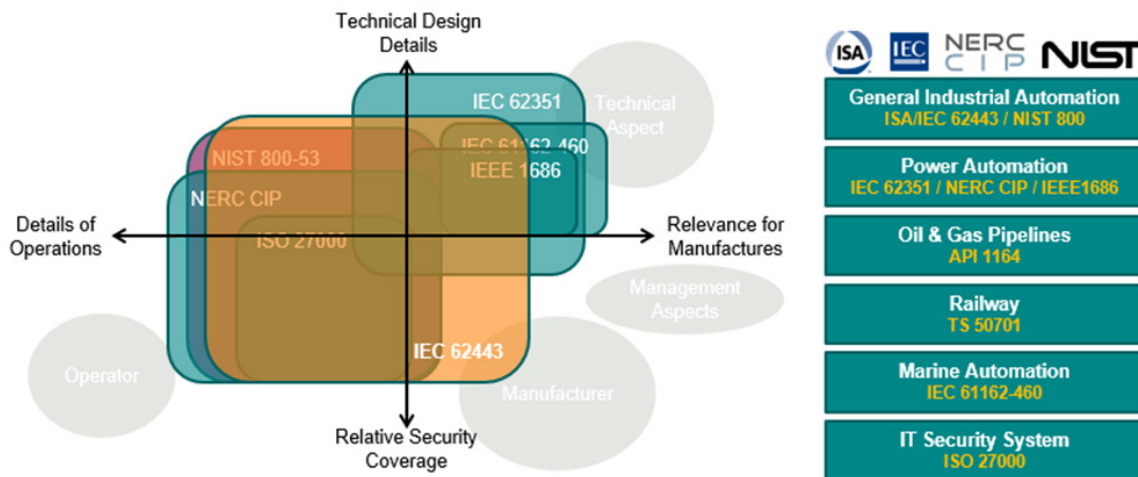 Technical Design
Details
IEC 62351
Technical
Aspect
IEC 61162-460
IEEE 1686
NIST 800-53
NERC CIP
ISO 27000
Details of
Operations
Relevance for
Manufactures
Management
Aspects
IEC 62443
Operator
Manufacturer
Relative Security
Coverage
ISA
IEC
NERC
CIP
NIST
General Industrial Automation
ISA/IEC 62443 / NIST 800
Power Automation
IEC 62351 / NERC CIP / IEEE1686
Oil & Gas Pipelines
API 1164
Railway
TS 50701
Marine Automation
IEC 61162-460
IT Security System
ISO 27000